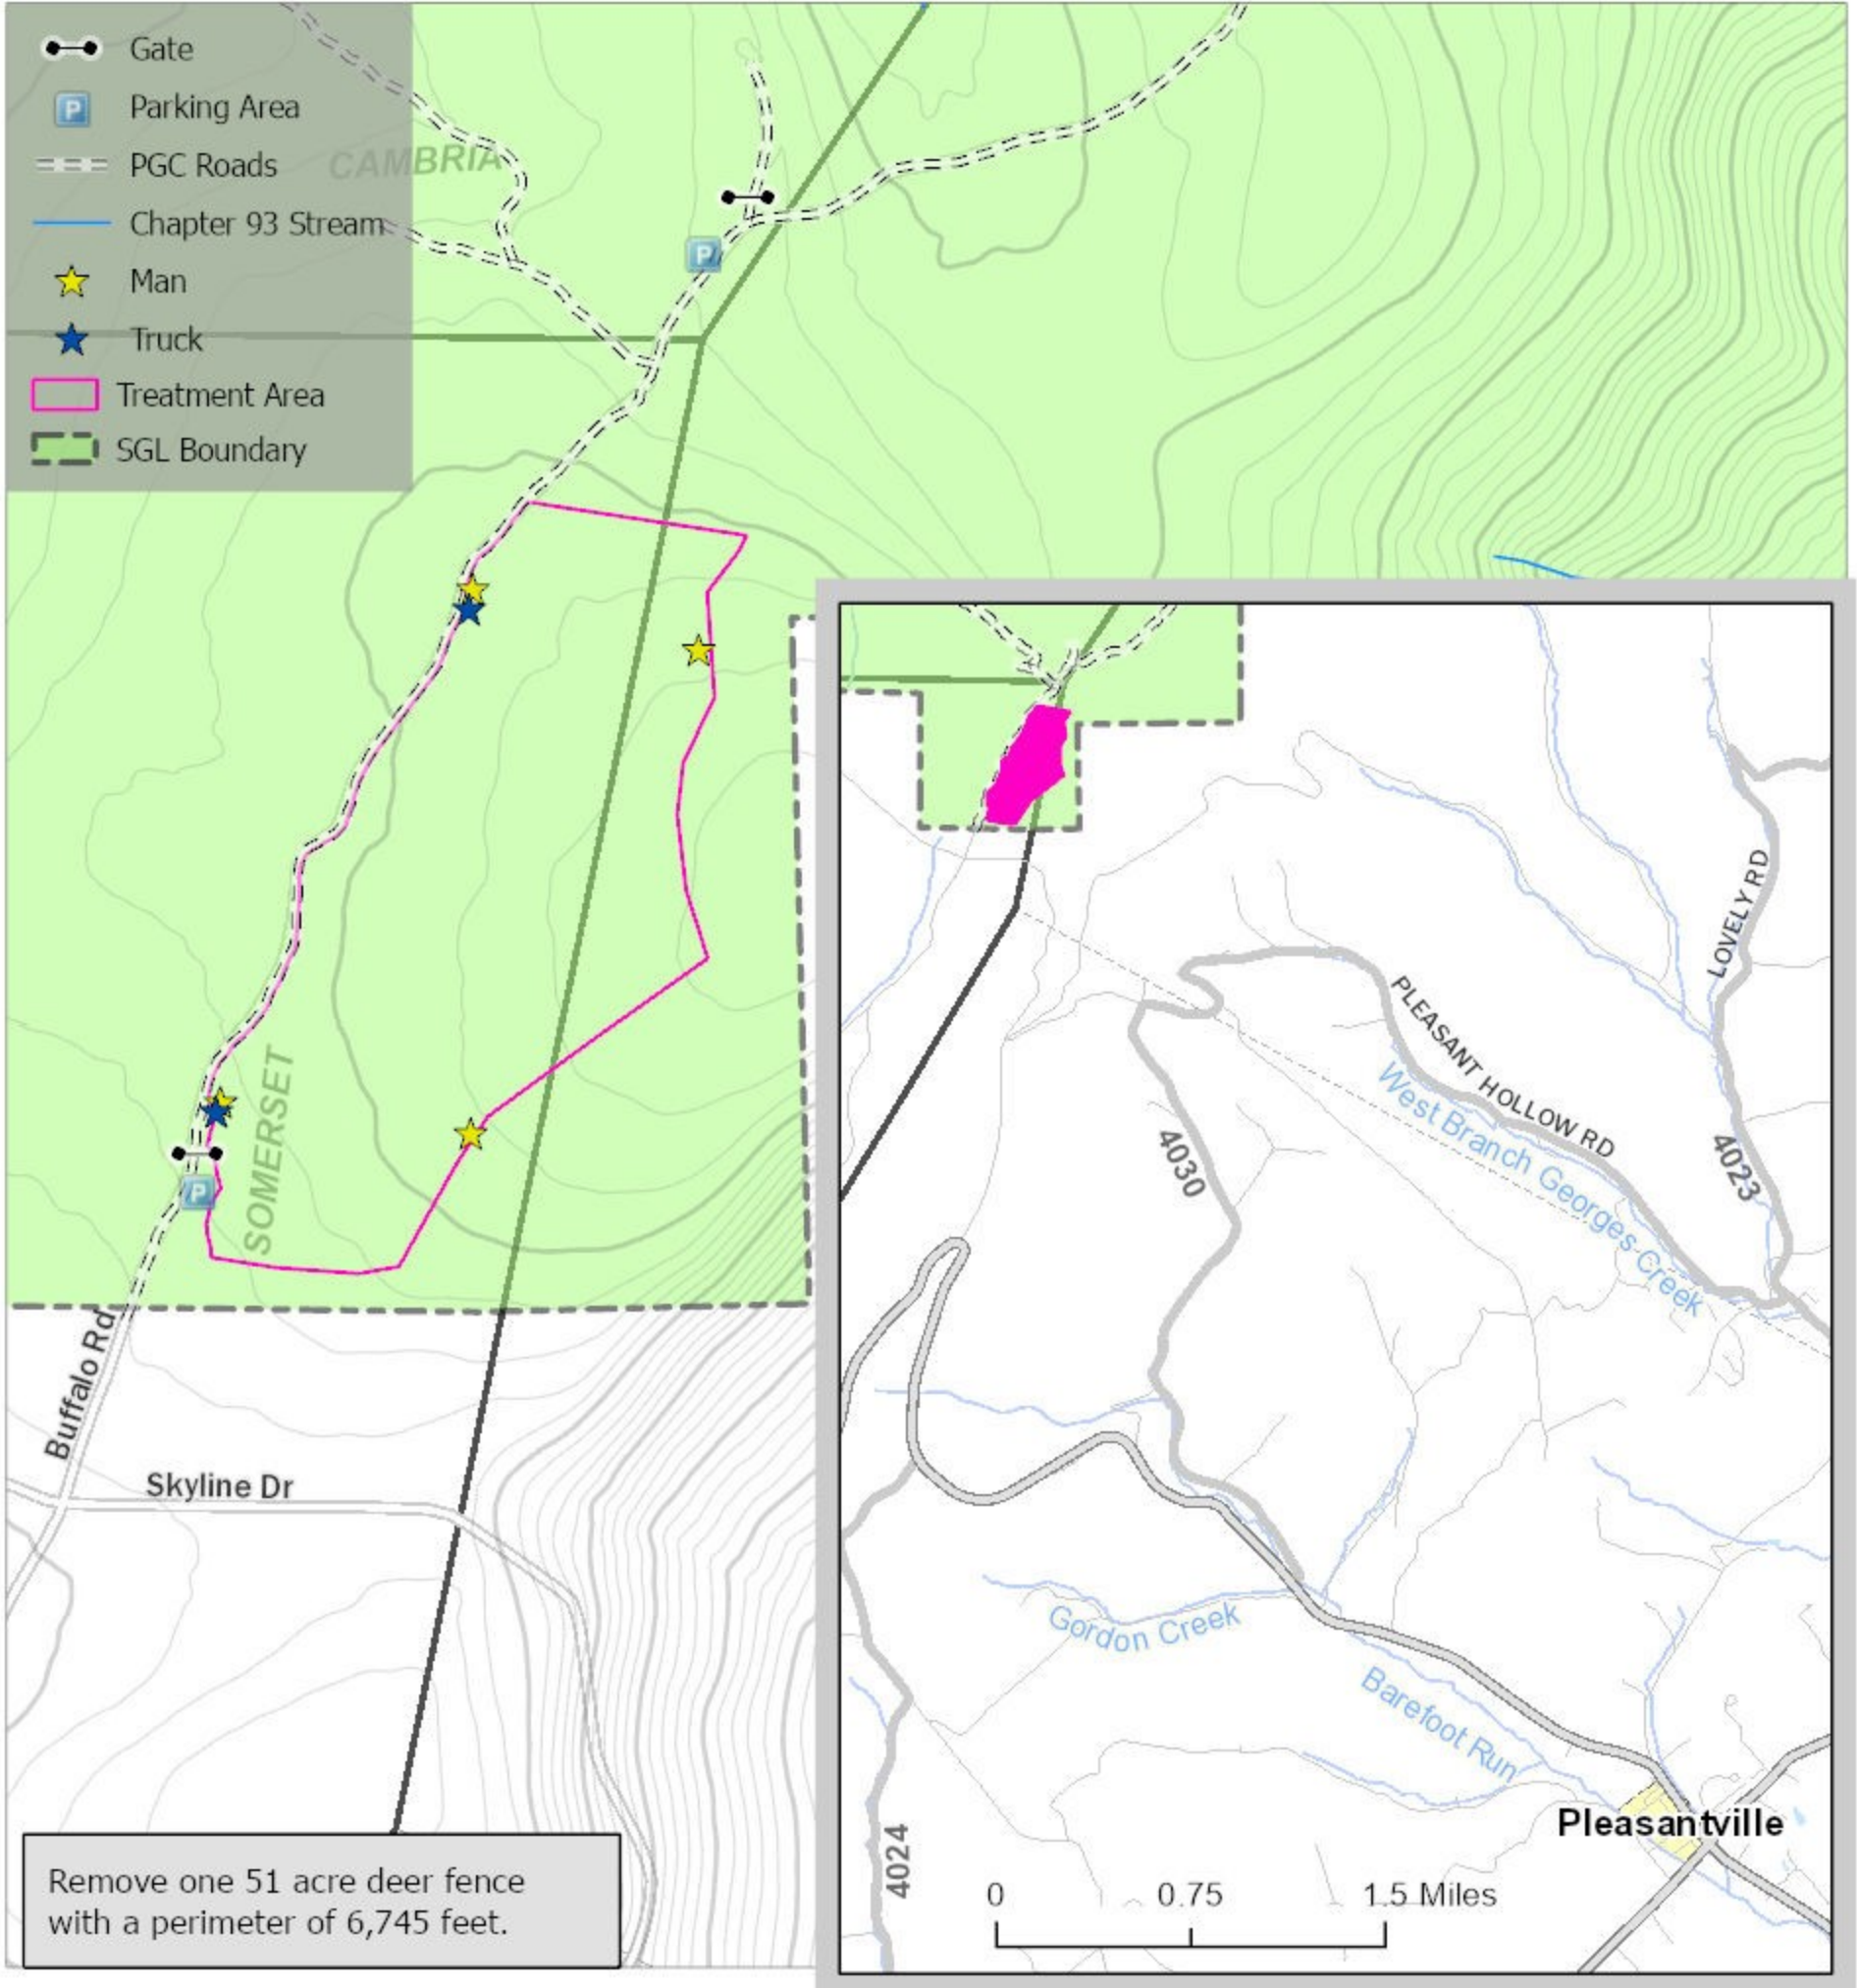 Gate
P Parking Area
PGC Roads
Chapter 93 Stream
Man
Truck
Treatment Area
SGL Boundary
CAMBRIA
P
SOMERSET
P
Buffalo Rd
Skyline Dr
Remove one 51 acre deer fence
with a perimeter of 6,745 feet.
LOVELY RD
PLEASANT HOLLOW RD
West Branch Georges Creek
4030
4023
Gordon Creek
Barefoot Run
Pleasantville
4024
0 0.75 1.5 Miles